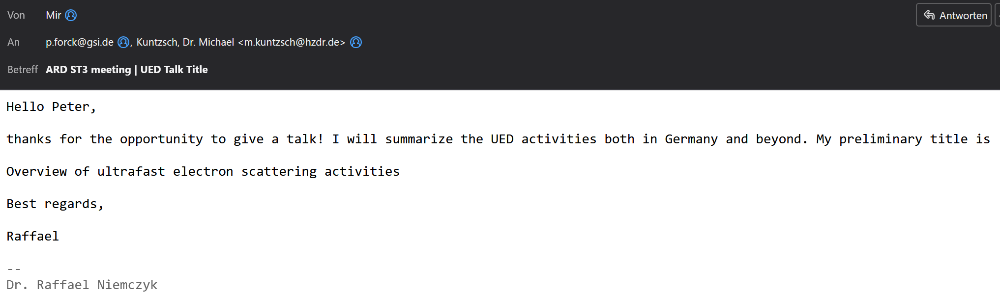 Von Mir Antworten
An p.forck@gsi.de , Kuntzsch, Dr. Michael <m.kuntzsch@hzdr.de>
Betreff ARD ST3 meeting | UED Talk Title
Hello Peter,
thanks for the opportunity to give a talk! I will summarize the UED activities both in Germany and beyond. My preliminary title is
Overview of ultrafast electron scattering activities
Best regards,
Raffael
--
Dr. Raffael Niemczyk